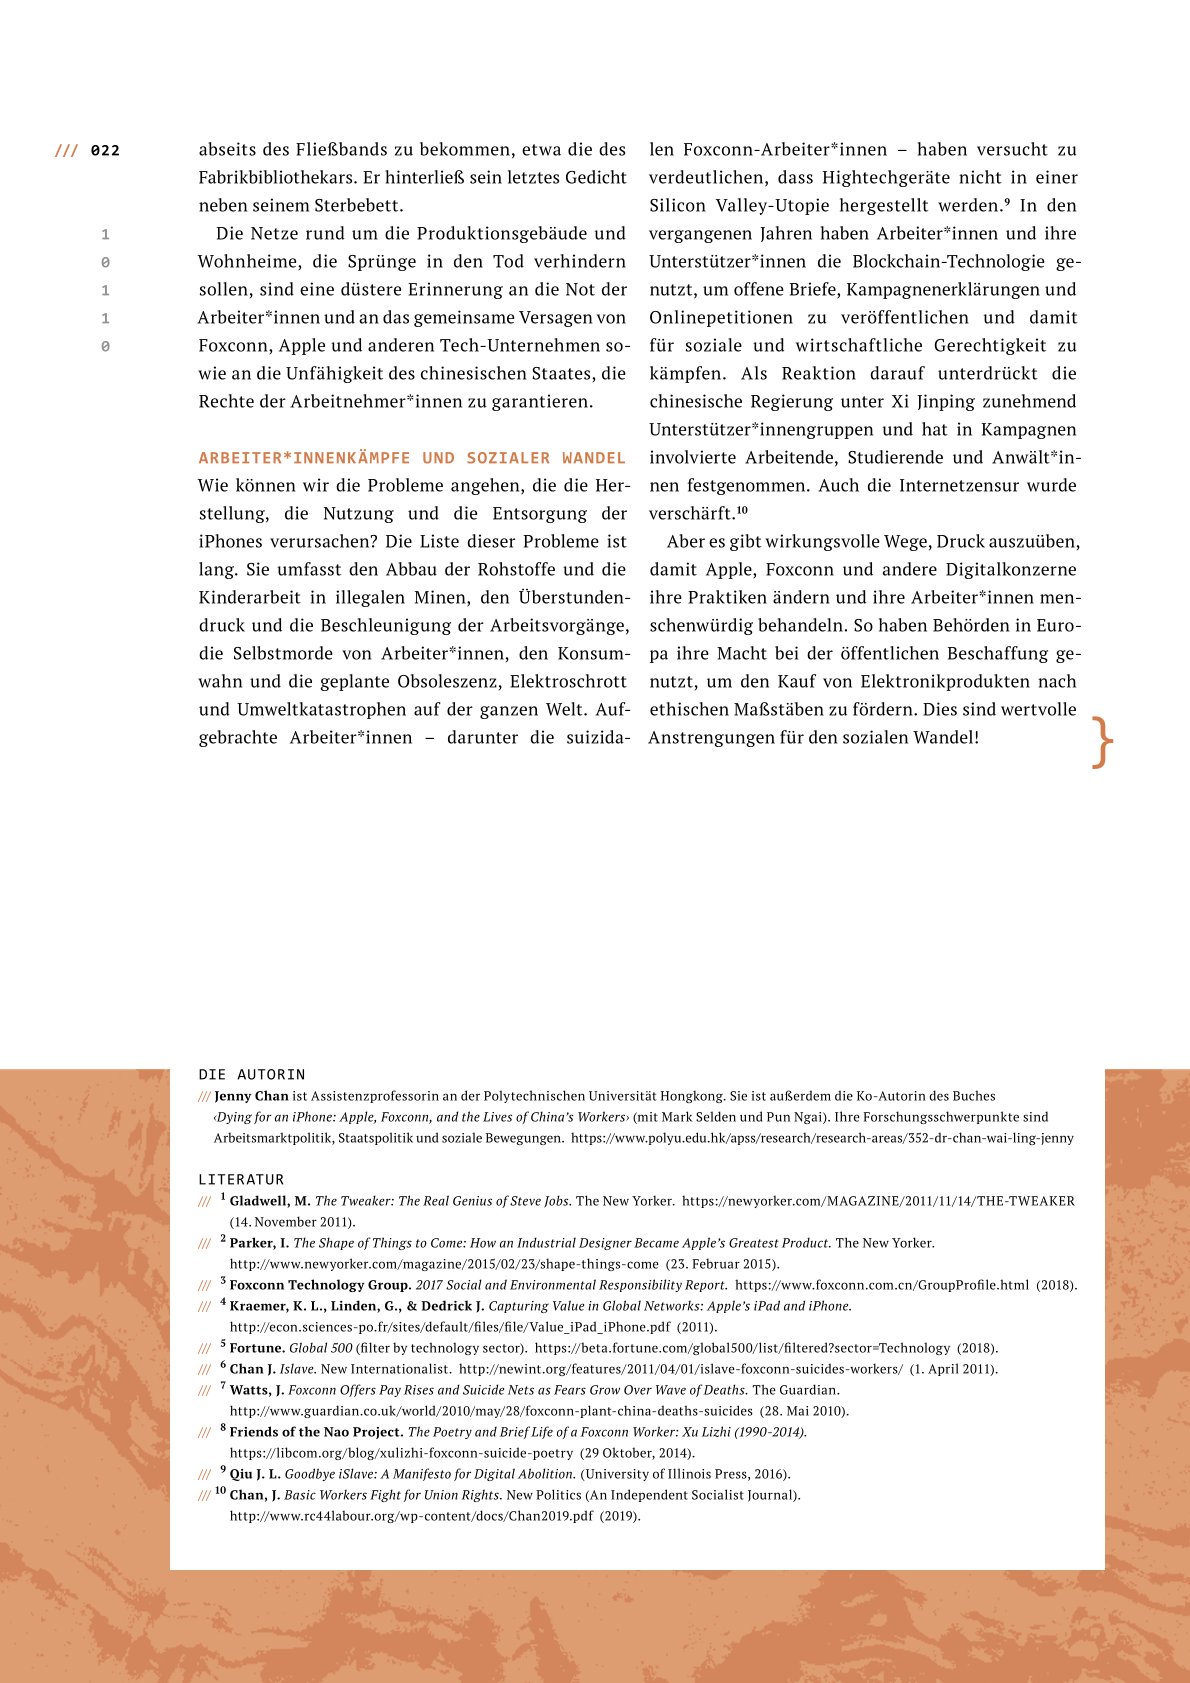 /// 022
1
0
1
1
0
abseits des Fließbands zu bekommen, etwa die des
Fabrikbibliothekars. Er hinterließ sein letztes Gedicht
neben seinem Sterbebett.
Die Netze rund um die Produktionsgebäude und
Wohnheime, die Sprünge in den Tod verhindern
sollen, sind eine düstere Erinnerung an die Not der
Arbeiter*innen und an das gemeinsame Versagen von
Foxconn, Apple und anderen Tech-Unternehmen so-
wie an die Unfähigkeit des chinesischen Staates, die
Rechte der Arbeitnehmer*innen zu garantieren.
ARBEITER*INNENKÄMPFE UND SOZIALER WANDEL
Wie können wir die Probleme angehen, die die Her-
stellung, die Nutzung und die Entsorgung der
iPhones verursachen? Die Liste dieser Probleme ist
lang. Sie umfasst den Abbau der Rohstoffe und die
Kinderarbeit in illegalen Minen, den Überstunden-
druck und die Beschleunigung der Arbeitsvorgänge,
die Selbstmorde von Arbeiter*innen, den Konsum-
wahn und die geplante Obsoleszenz, Elektroschrott
und Umweltkatastrophen auf der ganzen Welt. Auf-
gebrachte Arbeiter*innen – darunter die suizida-
len Foxconn-Arbeiter*innen – haben versucht zu
verdeutlichen, dass Hightechgeräte nicht in einer
Silicon Valley-Utopie hergestellt werden.⁹ In den
vergangenen Jahren haben Arbeiter*innen und ihre
Unterstützer*innen die Blockchain-Technologie ge-
nutzt, um offene Briefe, Kampagnenerklärungen und
Onlinepetitionen zu veröffentlichen und damit
für soziale und wirtschaftliche Gerechtigkeit zu
kämpfen. Als Reaktion darauf unterdrückt die
chinesische Regierung unter Xi Jinping zunehmend
Unterstützer*innengruppen und hat in Kampagnen
involvierte Arbeitende, Studierende und Anwält*in-
nen festgenommen. Auch die Internetzensur wurde
verschärft.¹⁰
Aber es gibt wirkungsvolle Wege, Druck auszuüben,
damit Apple, Foxconn und andere Digitalkonzerne
ihre Praktiken ändern und ihre Arbeiter*innen men-
schenwürdig behandeln. So haben Behörden in Euro-
pa ihre Macht bei der öffentlichen Beschaffung ge-
nutzt, um den Kauf von Elektronikprodukten nach
ethischen Maßstäben zu fördern. Dies sind wertvolle
Anstrengungen für den sozialen Wandel!
}
DIE AUTORIN
/// Jenny Chan ist Assistenzprofessorin an der Polytechnischen Universität Hongkong. Sie ist außerdem die Ko-Autorin des Buches
‹Dying for an iPhone: Apple, Foxconn, and the Lives of China’s Workers› (mit Mark Selden und Pun Ngai). Ihre Forschungsschwerpunkte sind
Arbeitsmarktpolitik, Staatspolitik und soziale Bewegungen. https://www.polyu.edu.hk/apss/research/research-areas/352-dr-chan-wai-ling-jenny
LITERATUR
/// ¹ Gladwell, M. The Tweaker: The Real Genius of Steve Jobs. The New Yorker. https://newyorker.com/MAGAZINE/2011/11/14/THE-TWEAKER
(14. November 2011).
/// ² Parker, I. The Shape of Things to Come: How an Industrial Designer Became Apple’s Greatest Product. The New Yorker.
http://www.newyorker.com/magazine/2015/02/23/shape-things-come (23. Februar 2015).
/// ³ Foxconn Technology Group. 2017 Social and Environmental Responsibility Report. https://www.foxconn.com.cn/GroupProfile.html (2018).
/// ⁴ Kraemer, K. L., Linden, G., & Dedrick J. Capturing Value in Global Networks: Apple’s iPad and iPhone.
http://econ.sciences-po.fr/sites/default/files/file/Value_iPad_iPhone.pdf (2011).
/// ⁵ Fortune. Global 500 (filter by technology sector). https://beta.fortune.com/global500/list/filtered?sector=Technology (2018).
/// ⁶ Chan J. Islave. New Internationalist. http://newint.org/features/2011/04/01/islave-foxconn-suicides-workers/ (1. April 2011).
/// ⁷ Watts, J. Foxconn Offers Pay Rises and Suicide Nets as Fears Grow Over Wave of Deaths. The Guardian.
http://www.guardian.co.uk/world/2010/may/28/foxconn-plant-china-deaths-suicides (28. Mai 2010).
/// ⁸ Friends of the Nao Project. The Poetry and Brief Life of a Foxconn Worker: Xu Lizhi (1990-2014).
https://libcom.org/blog/xulizhi-foxconn-suicide-poetry (29 Oktober, 2014).
/// ⁹ Qiu J. L. Goodbye iSlave: A Manifesto for Digital Abolition. (University of Illinois Press, 2016).
/// ¹⁰ Chan, J. Basic Workers Fight for Union Rights. New Politics (An Independent Socialist Journal).
http://www.rc44labour.org/wp-content/docs/Chan2019.pdf (2019).